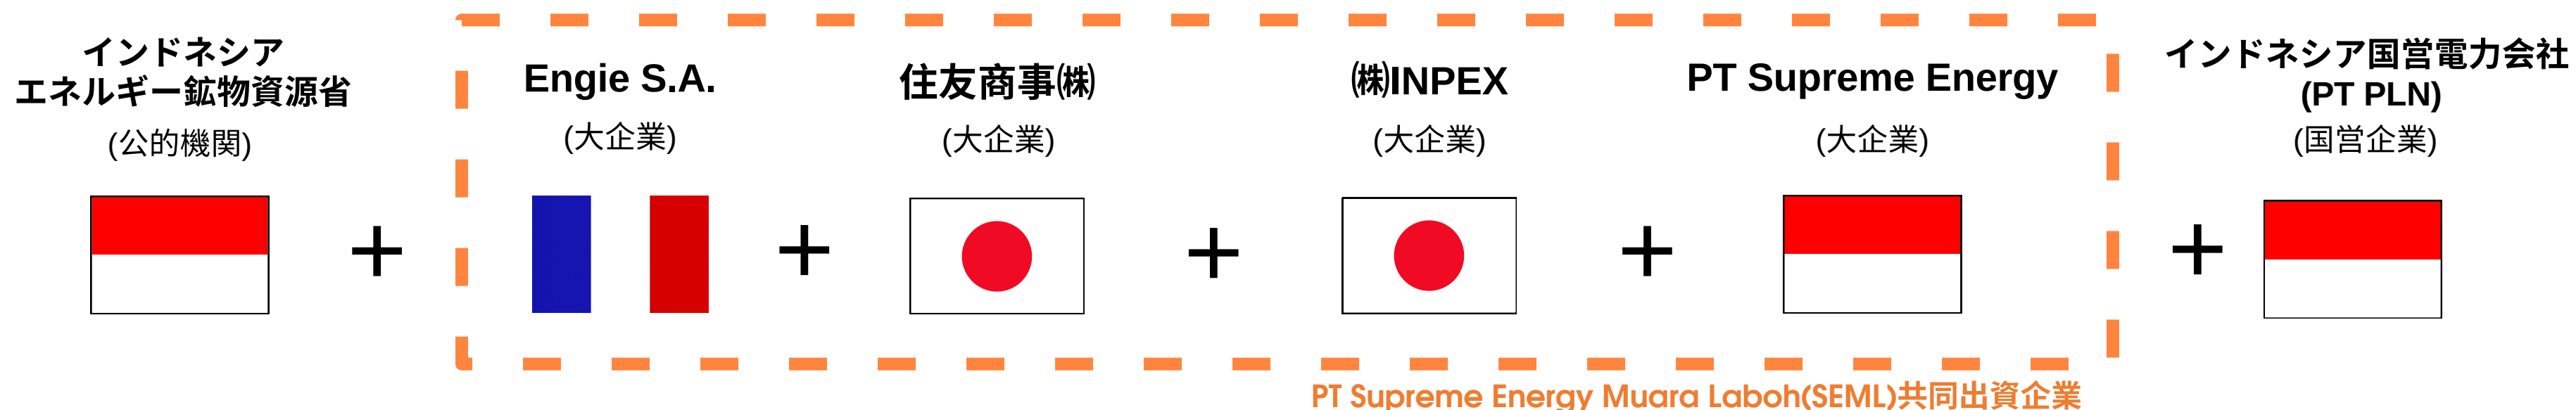 インドネシア
エネルギー鉱物資源省
(公的機関)
Engie S.A.
(大企業)
住友商事㈱
(大企業)
㈱INPEX
(大企業)
PT Supreme Energy
(大企業)
インドネシア国営電力会社
(PT PLN)
(国営企業)
PT Supreme Energy Muara Laboh(SEML)共同出資企業